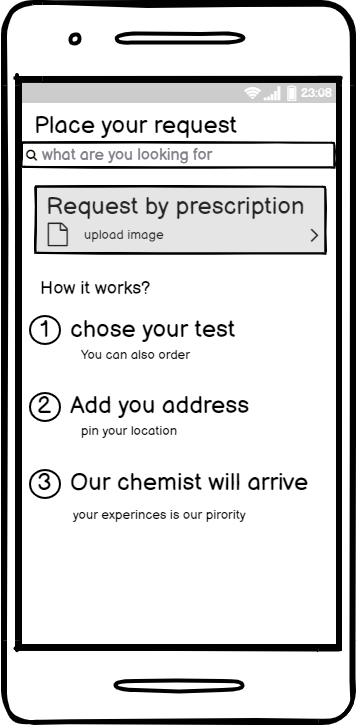 23:08
Place your request
what are you looking for
Request by prescription
upload image
How it works?
1 chose your test
You can also order
2 Add you address
pin your location
3 Our chemist will arrive
your experinces is our pirority